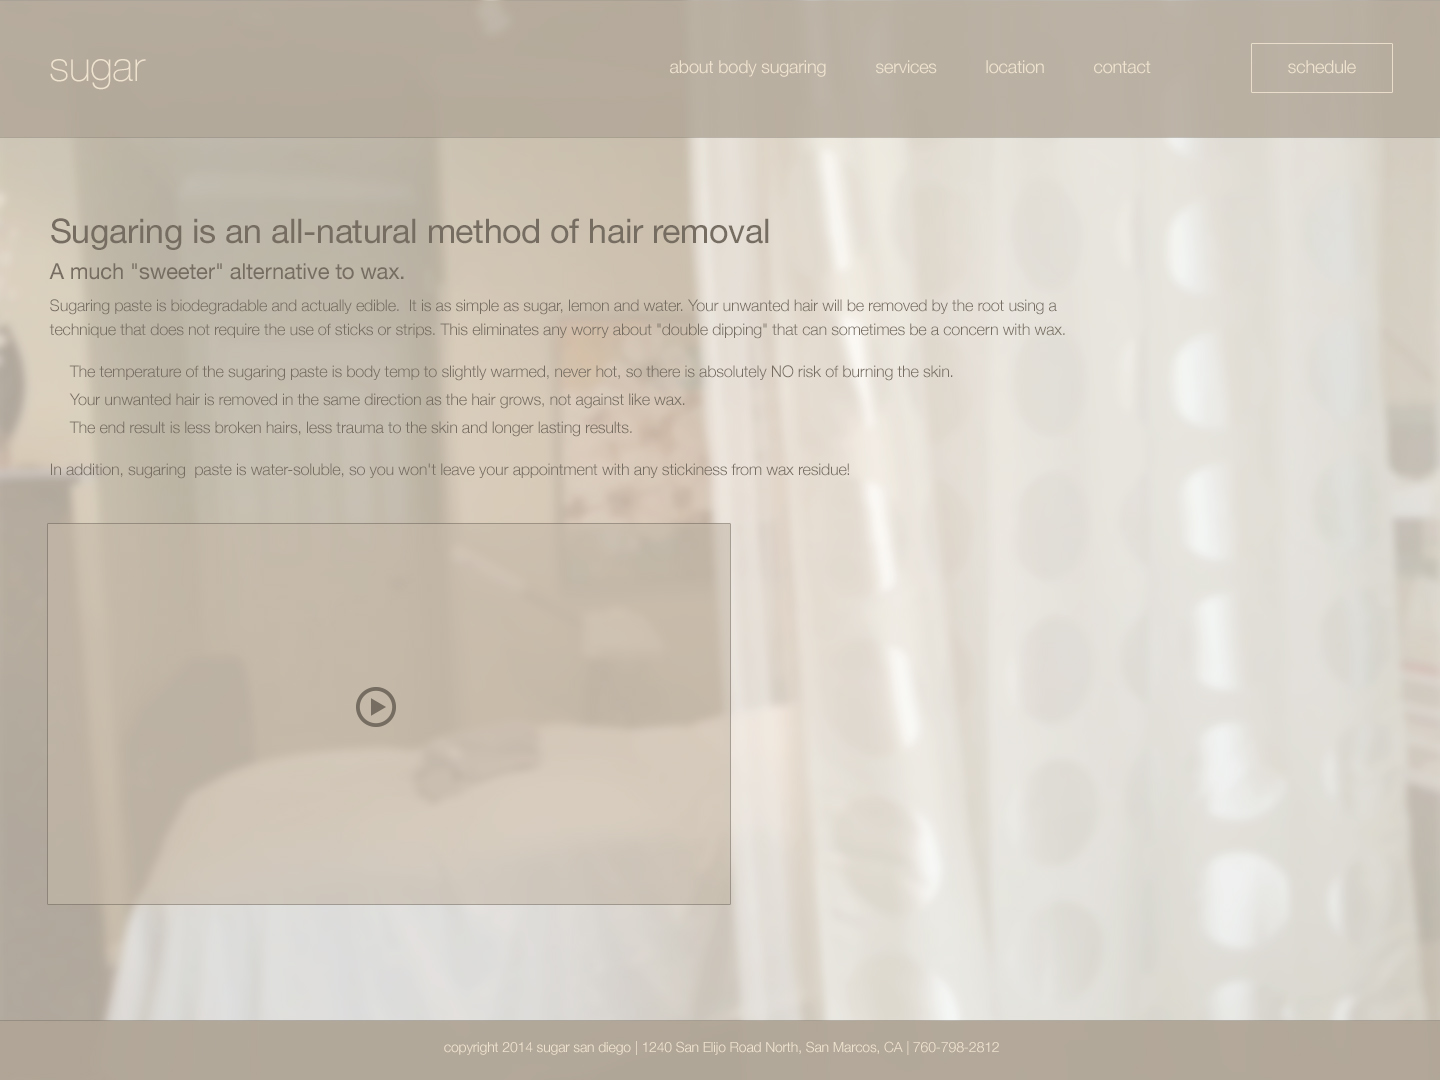 sugar
about body sugaring services location contact schedule
Sugaring is an all-natural method of hair removal
A much "sweeter" alternative to wax.
Sugaring paste is biodegradable and actually edible.  It is as simple as sugar, lemon and water. Your unwanted hair will be removed by the root using a
technique that does not require the use of sticks or strips. This eliminates any worry about "double dipping" that can sometimes be a concern with wax.
The temperature of the sugaring paste is body temp to slightly warmed, never hot, so there is absolutely NO risk of burning the skin.
Your unwanted hair is removed in the same direction as the hair grows, not against like wax.
The end result is less broken hairs, less trauma to the skin and longer lasting results.
In addition, sugaring  paste is water-soluble, so you won't leave your appointment with any stickiness from wax residue!
copyright 2014 sugar san diego | 1240 San Elijo Road North, San Marcos, CA | 760-798-2812